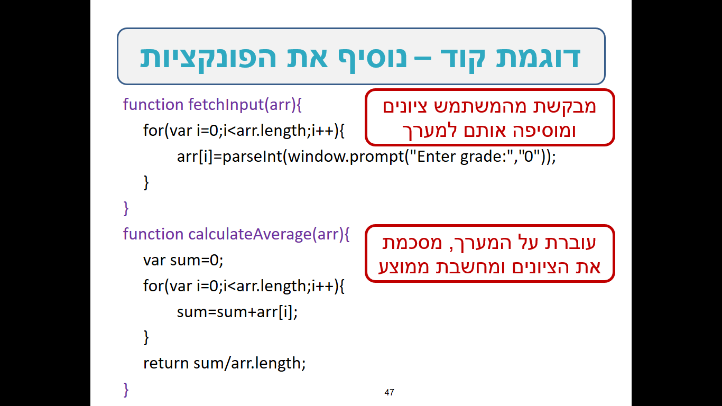 דוגמת קוד – נוסיף את הפונקציות
function fetchInput(arr){
for(var i=0;i<arr.length;i++){
arr[i]=parseInt(window.prompt("Enter grade:","0"));
}
}
מבקשת מהמשתמש ציונים
ומוסיפה אותם למערך
function calculateAverage(arr){
var sum=0;
for(var i=0;i<arr.length;i++){
sum=sum+arr[i];
}
return sum/arr.length;
}
עוברת על המערך, מסכמת
את הציונים ומחשבת ממוצע
47